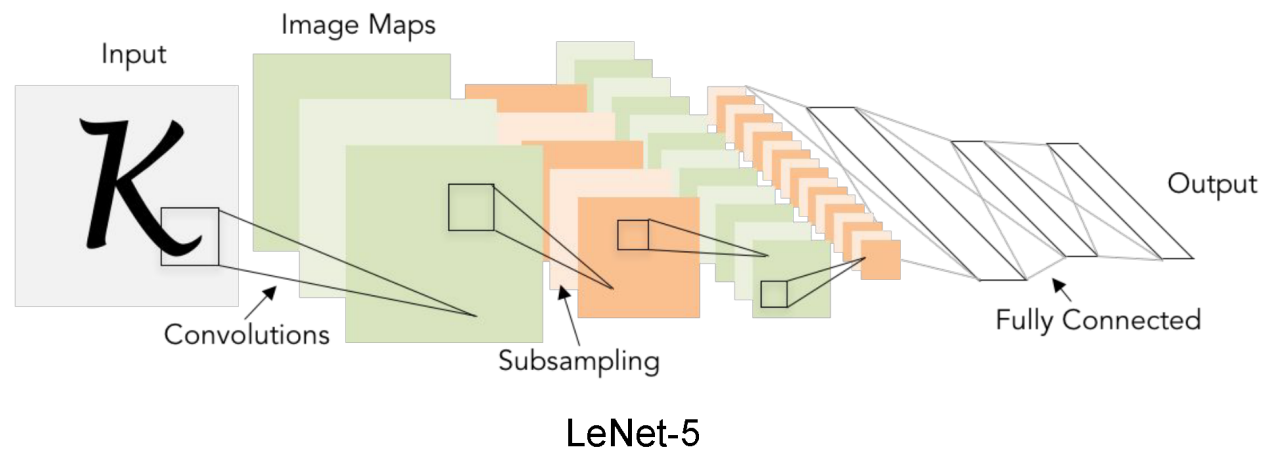 Image Maps
Input
K
Output
Convolutions
Subsampling
Fully Connected
LeNet-5